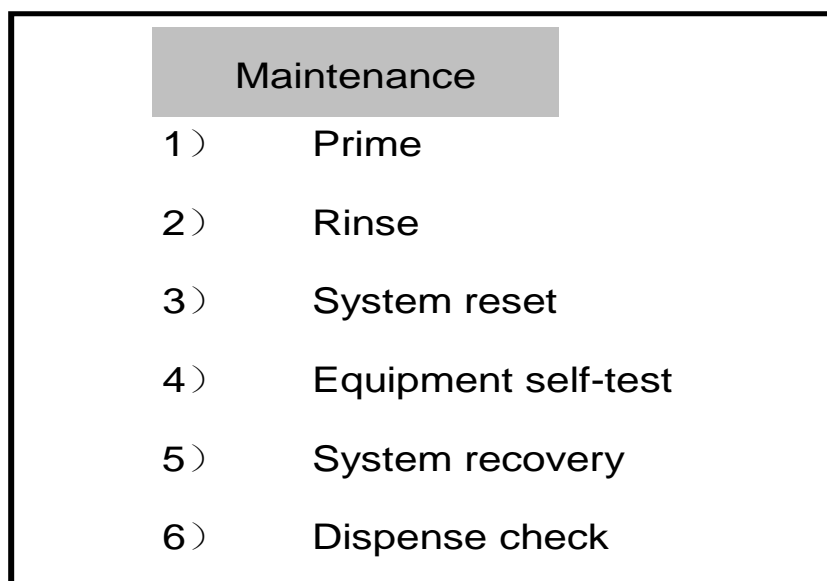 Maintenance
1） Prime
2） Rinse
3） System reset
4） Equipment self-test
5） System recovery
6） Dispense check